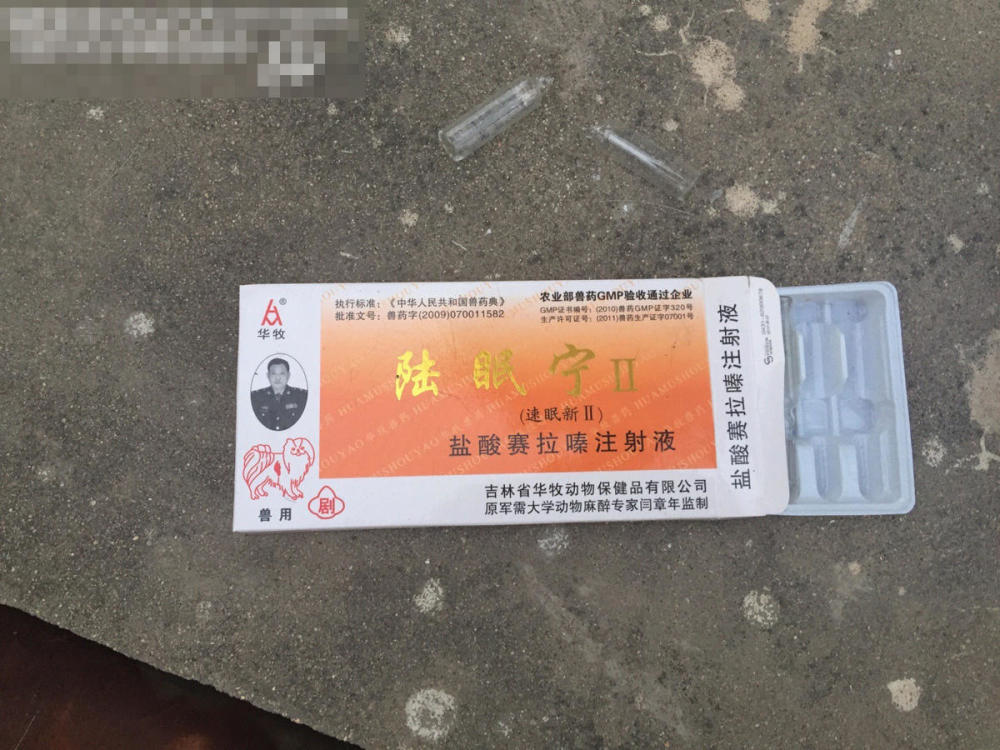 华牧®
执行标准：《中华人民共和国兽药典》
批准文号：兽药字(2009)070011582
农业部兽药GMP验收通过企业
GMP证书编号：(2010)兽药GMP证字320号
生产许可证号：(2011)兽药生产证字07001号
陆眠宁Ⅱ
(速眠新Ⅱ)
盐酸赛拉嗪注射液
兽用
剧
吉林省华牧动物保健品有限公司
原军需大学动物麻醉专家闫章年监制
盐酸赛拉嗪注射液